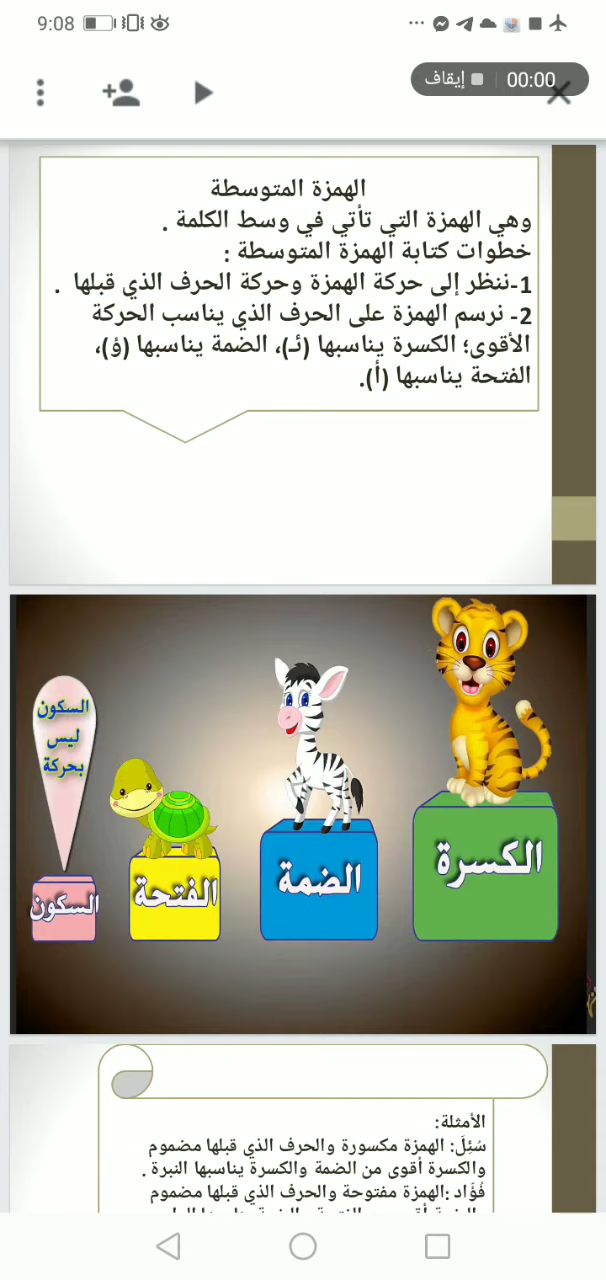 9:08
إيقاف 00:00
الهمزة المتوسطة
وهي الهمزة التي تأتي في وسط الكلمة .
خطوات كتابة الهمزة المتوسطة :
1-ننظر إلى حركة الهمزة وحركة الحرف الذي قبلها .
2- نرسم الهمزة على الحرف الذي يناسب الحركة
الأقوى؛ الكسرة يناسبها (ئـ)، الضمة يناسبها (ؤ)،
الفتحة يناسبها (أ).
السكون
ليس
بحركة
الكسرة
الضمة
الفتحة
السكون
الأمثلة:
سُئِلَ: الهمزة مكسورة والحرف الذي قبلها مضموم
والكسرة أقوى من الضمة والكسرة يناسبها النبرة .
فُؤَاد :الهمزة مفتوحة والحرف الذي قبلها مضموم